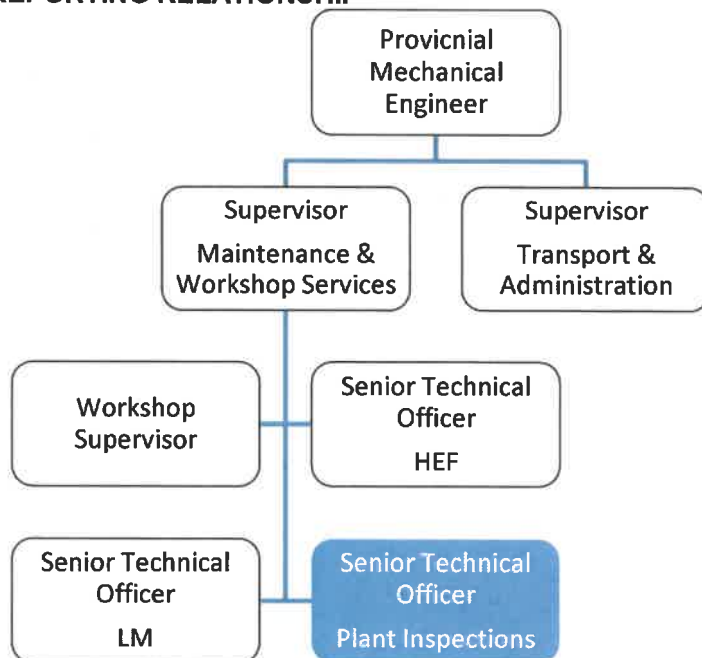 Provicnial
Mechanical
Engineer
Supervisor
Maintenance &
Workshop Services
Supervisor
Transport &
Administration
Workshop
Supervisor
Senior Technical
Officer
HEF
Senior Technical
Officer
LM
Senior Technical
Officer
Plant Inspections